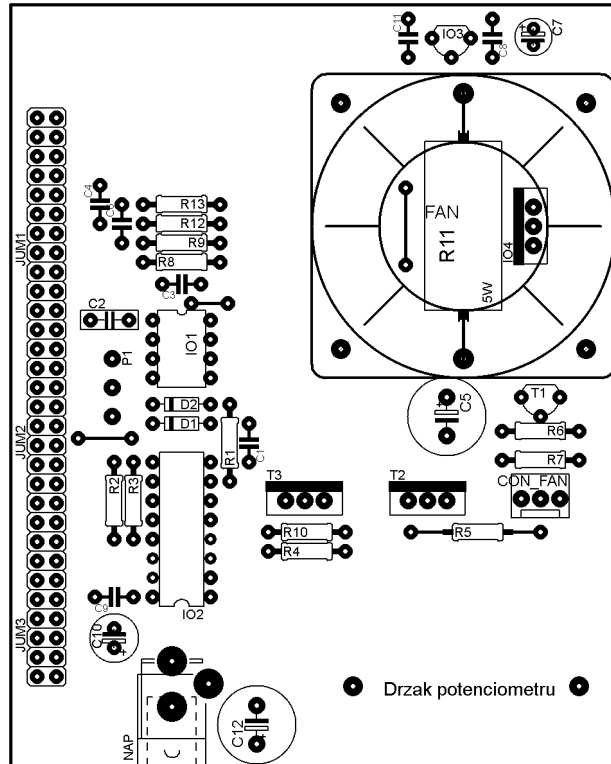 C11
IO3
C8
C7
+
C4
C6
R13
R12
R9
R8
C3
JUM1
FAN
R11
5W
IO4
C2
IO1
P1
D2
D1
+
C5
T1
R6
R7
R1
C1
JUM2
R2
R3
T3
T2
CON_FAN
R10
R4
R5
C9
IO2
C10
+
JUM3
Drzak potenciometru
NAP
C12
+